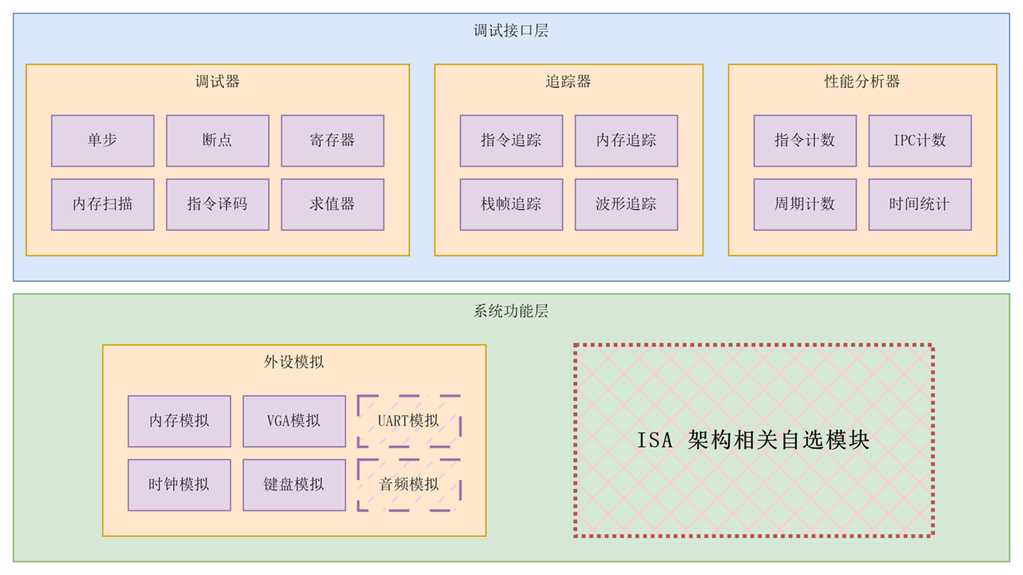 调试接口层
调试器
追踪器
性能分析器
单步
断点
寄存器
指令追踪
内存追踪
指令计数
IPC计数
内存扫描
指令译码
求值器
栈帧追踪
波形追踪
周期计数
时间统计
系统功能层
外设模拟
内存模拟
VGA模拟
UART模拟
ISA 架构相关自选模块
时钟模拟
键盘模拟
音频模拟